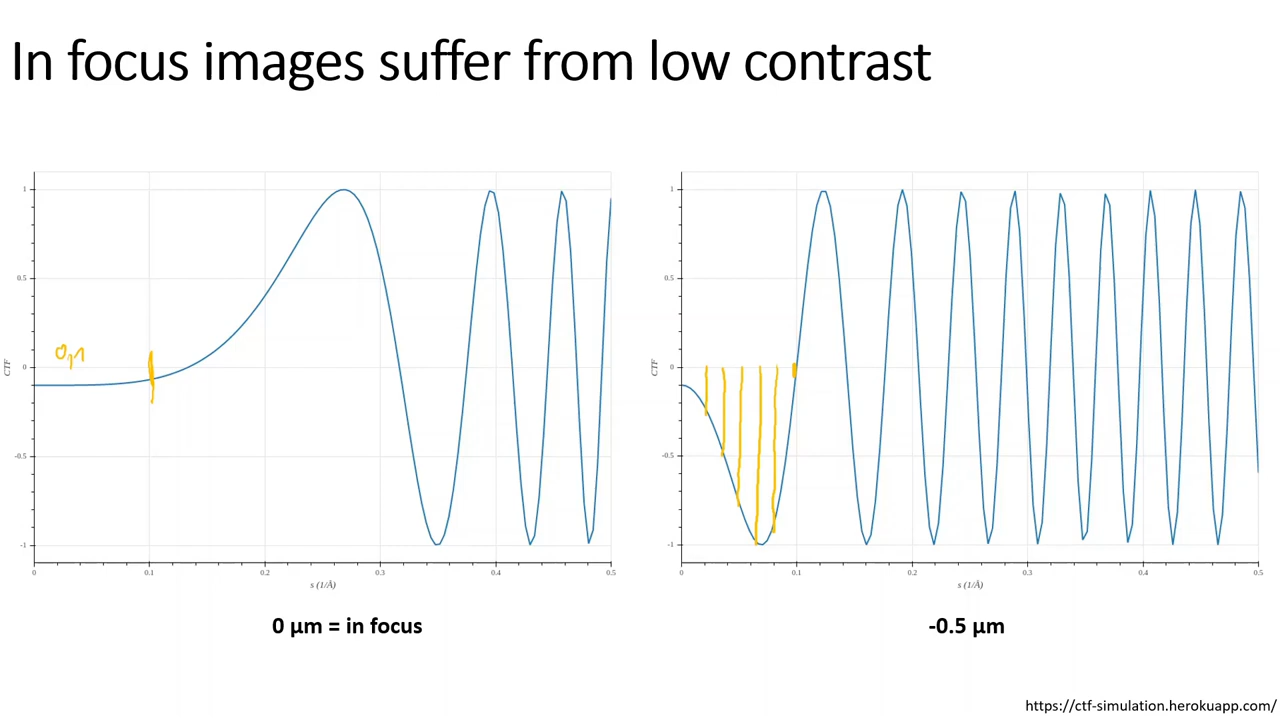 In focus images suffer from low contrast
1
0.5
0
-0.5
-1
CTF
0,1
0
0.1
0.2
0.3
0.4
0.5
s (1/Å)
0 µm = in focus
1
0.5
0
-0.5
-1
CTF
0
0.1
0.2
0.3
0.4
0.5
s (1/Å)
-0.5 µm
https://ctf-simulation.herokuapp.com/